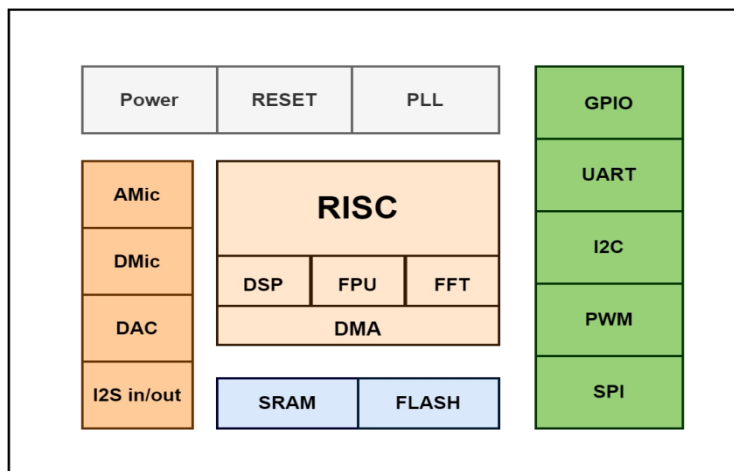 Power
RESET
PLL
AMic
DMic
DAC
I2S in/out
RISC
DSP
FPU
FFT
DMA
SRAM
FLASH
GPIO
UART
I2C
PWM
SPI